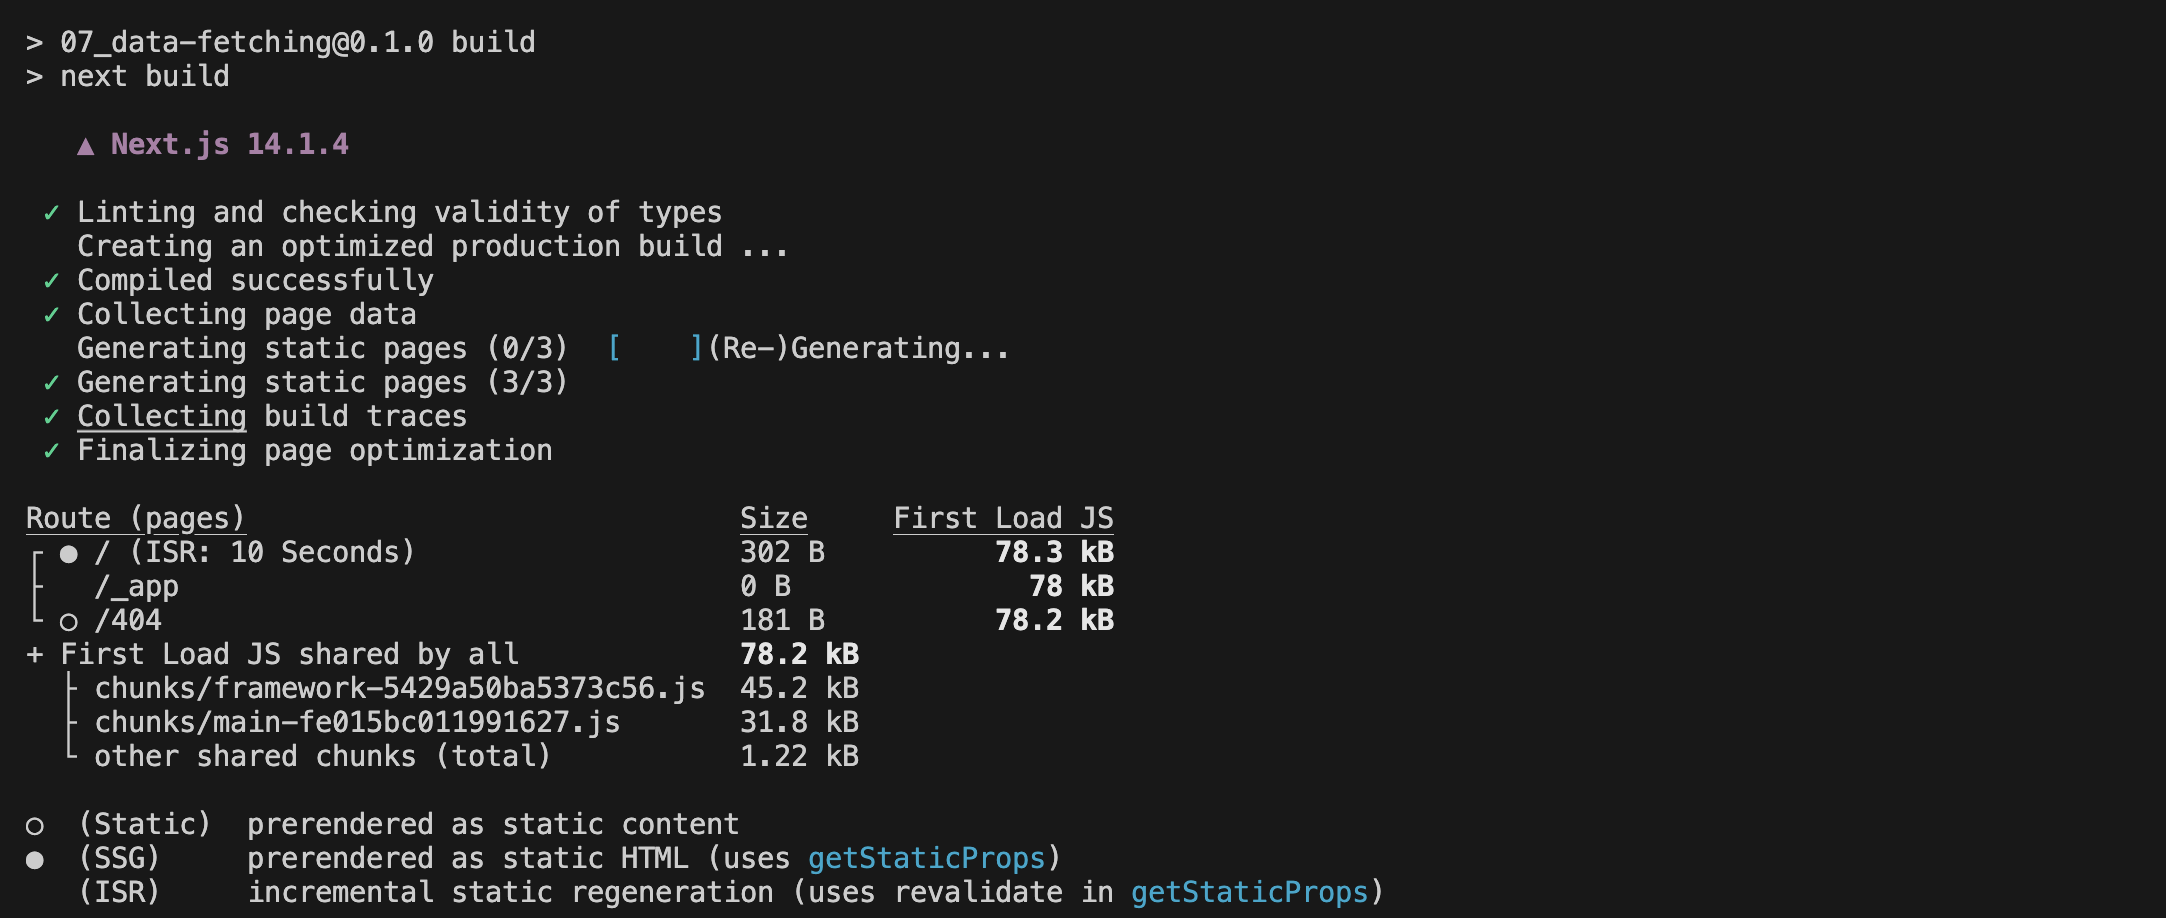 > 07_data-fetching@0.1.0 build
> next build
▲ Next.js 14.1.4
✓ Linting and checking validity of types
Creating an optimized production build ...
✓ Compiled successfully
✓ Collecting page data
Generating static pages (0/3)  [    ](Re-)Generating...
✓ Generating static pages (3/3)
✓ Collecting build traces
✓ Finalizing page optimization
Route (pages)                             Size     First Load JS
┌ ● / (ISR: 10 Seconds)                   302 B          78.3 kB
├   /_app                                 0 B              78 kB
└ ○ /404                                  181 B          78.2 kB
+ First Load JS shared by all             78.2 kB
  ├ chunks/framework-5429a50ba5373c56.js  45.2 kB
  ├ chunks/main-fe015bc011991627.js       31.8 kB
  └ other shared chunks (total)           1.22 kB
○  (Static)  prerendered as static content
●  (SSG)     prerendered as static HTML (uses getStaticProps)
   (ISR)     incremental static regeneration (uses revalidate in getStaticProps)